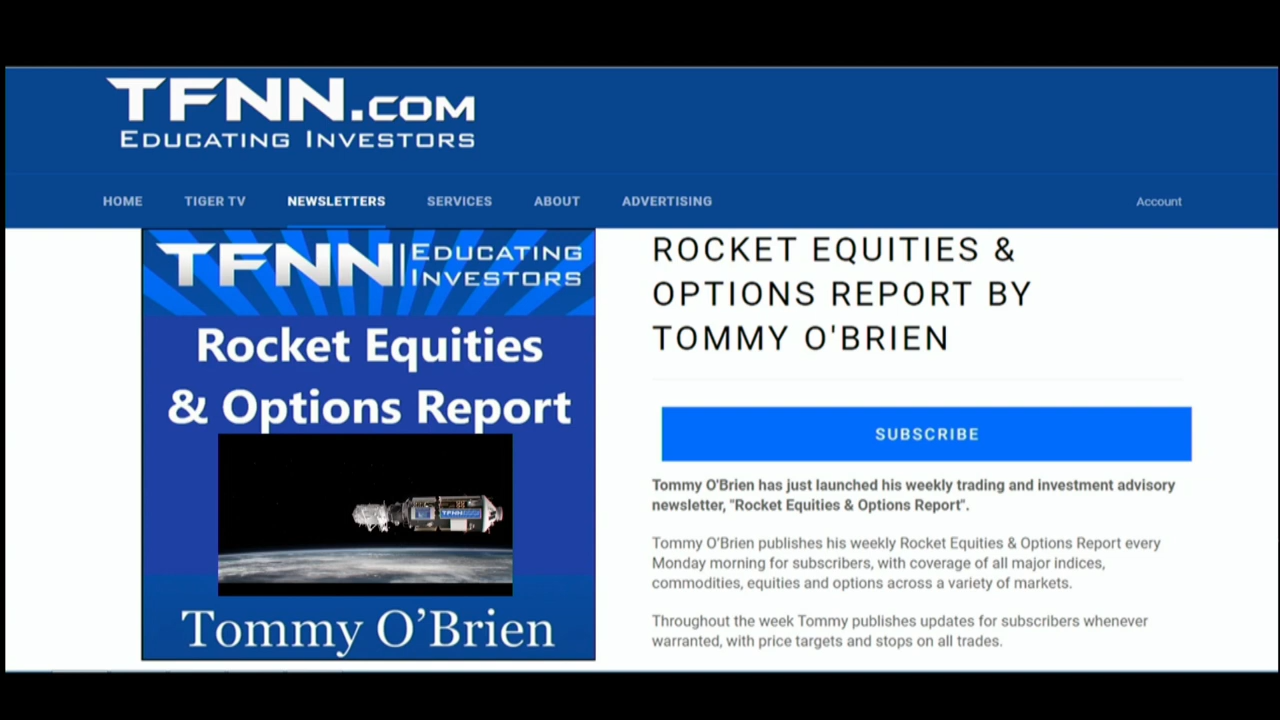 TFNN.COM
EDUCATING INVESTORS
HOME TIGER TV NEWSLETTERS SERVICES ABOUT ADVERTISING Account
TFNN EDUCATING
INVESTORS
Rocket Equities
& Options Report
TFNN
Tommy O'Brien
ROCKET EQUITIES &
OPTIONS REPORT BY
TOMMY O'BRIEN
SUBSCRIBE
Tommy O'Brien has just launched his weekly trading and investment advisory
newsletter, "Rocket Equities & Options Report".
Tommy O'Brien publishes his weekly Rocket Equities & Options Report every
Monday morning for subscribers, with coverage of all major indices,
commodities, equities and options across a variety of markets.
Throughout the week Tommy publishes updates for subscribers whenever
warranted, with price targets and stops on all trades.